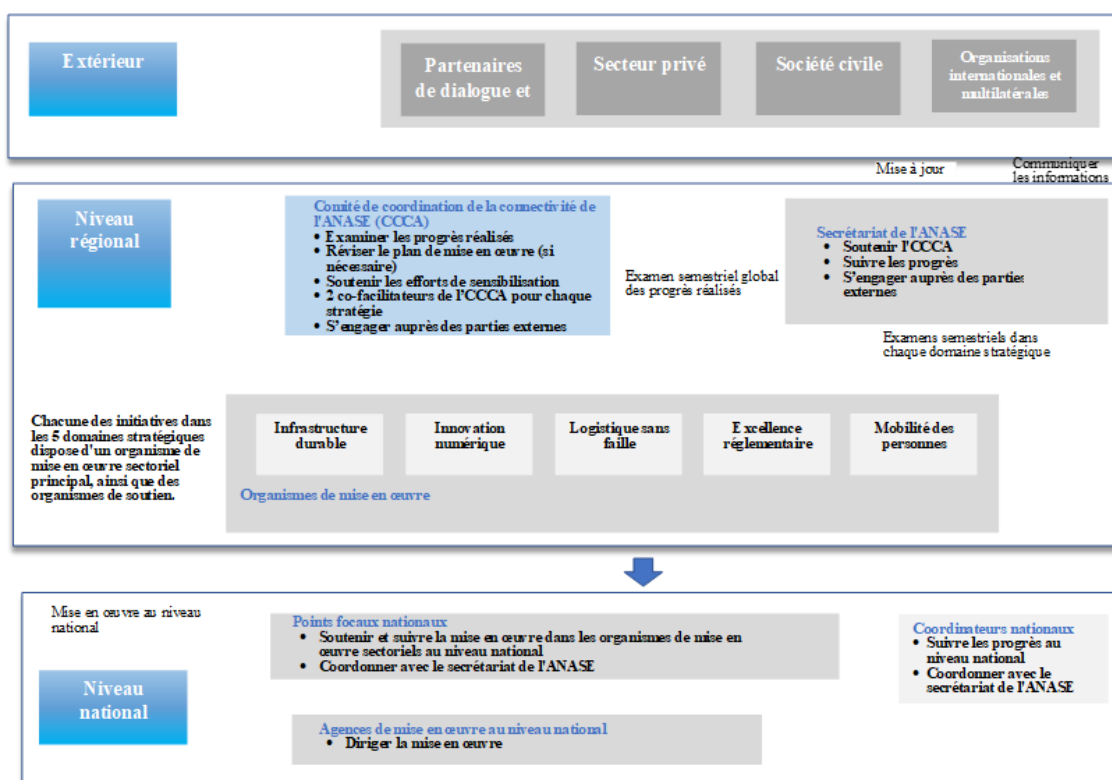 Extérieur
Partenaires
de dialogue et
Secteur privé
Société civile
Organisations
internationales et
multilatérales
Mise à jour
Communiquer
les informations
Niveau
régional
Comité de coordination de la connectivité de
l'ANASE (CCCA)
• Examiner les progrès réalisés
• Réviser le plan de mise en œuvre (si
nécessaire)
• Soutenir les efforts de sensibilisation
• 2 co-facilitateurs de l'CCCA pour chaque
stratégie
• S'engager auprès des parties externes
Examen semestriel global
des progrès réalisés
Secrétariat de l'ANASE
• Soutenir l'CCCA
• Suivre les progrès
• S'engager auprès des parties
externes
Examens semestriels dans
chaque domaine stratégique
Chacune des initiatives dans
les 5 domaines stratégiques
dispose d'un organisme de
mise en œuvre sectoriel
principal, ainsi que des
organismes de soutien.
Infrastructure
durable
Innovation
numérique
Logistique sans
faille
Excellence
réglementaire
Mobilité des
personnes
Organismes de mise en œuvre
Mise en œuvre au niveau
national
Niveau
national
Points focaux nationaux
• Soutenir et suivre la mise en œuvre dans les organismes de mise en
œuvre sectoriels au niveau national
• Coordonner avec le secrétariat de l'ANASE
Coordinateurs nationaux
• Suivre les progrès au
niveau national
• Coordonner avec le
secrétariat de l'ANASE
Agences de mise en œuvre au niveau national
• Diriger la mise en œuvre